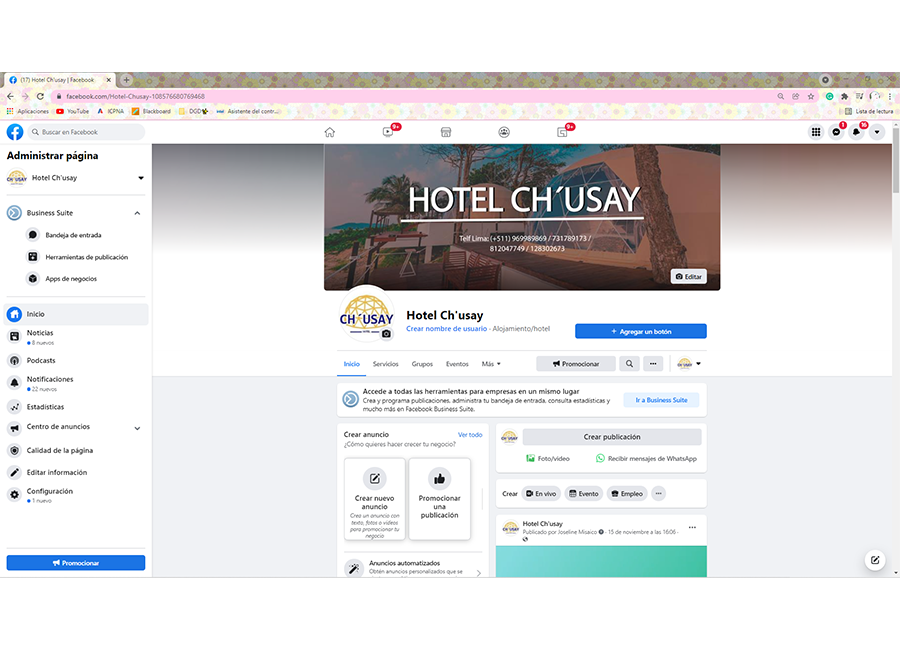 (17) Hotel Ch'usay | Facebook
facebook.com/Hotel-Chusay-108576680769468
Aplicaciones YouTube ICPNA Blackboard DGD Asistente del contr... Lista de lectura
Buscar en Facebook
9+
9+
1
16
Administrar página
CH'USAY
Hotel Ch'usay
Business Suite
Bandeja de entrada
Herramientas de publicación
Apps de negocios
Inicio
Noticias
8 nuevos
Podcasts
Notificaciones
22 nuevos
Estadísticas
Centro de anuncios
Calidad de la página
Editar información
Configuración
1 nuevo
Promocionar
HOTEL CH´USAY
Telf Lima: (+511) 969989869 / 731789173 /
812047749 / 128302673
Editar
CH´USAY
Hotel Ch'usay
Crear nombre de usuario · Alojamiento/hotel
+ Agregar un botón
Inicio Servicios Grupos Eventos Más
Promocionar
Accede a todas las herramientas para empresas en un mismo lugar
Crea y programa publicaciones, administra tu bandeja de entrada, consulta estadísticas y
mucho más en Facebook Business Suite.
Ir a Business Suite
Crear anuncio Ver todo
¿Cómo quieres hacer crecer tu negocio?
Crear nuevo
anuncio
Crea un anuncio con
texto, fotos o videos
para promocionar tu
negocio
Promocionar
una
publicación
Anuncios automatizados
Obtén anuncios personalizados que se
Crear publicación
Foto/video
Recibir mensajes de WhatsApp
Crear En vivo Evento Empleo
Hotel Ch'usay
Publicado por Joseline Misaico · 15 de noviembre a las 16:06 ·